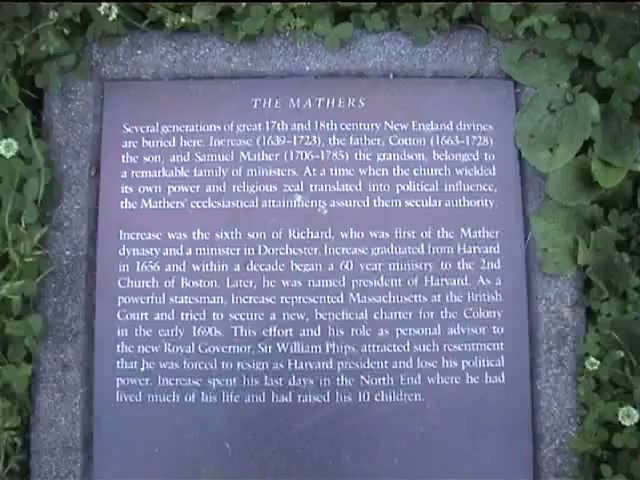 THE MATHERS
Several generations of great 17th and 18th century New England divines
are buried here. Increase (1639-1723), the father, Cotton (1663-1728)
the son, and Samuel Mather (1706-1785) the grandson, belonged to
a remarkable family of ministers. At a time when the church wielded
its own power and religious zeal translated into political influence,
the Mathers' ecclesiastical attainments assured them secular authority.
Increase was the sixth son of Richard, who was first of the Mather
dynasty and a minister in Dorchester. Increase graduated from Harvard
in 1656 and within a decade began a 60 year ministry to the 2nd
Church of Boston. Later, he was named president of Harvard. As a
powerful statesman, Increase represented Massachusetts at the British
Court and tried to secure a new, beneficial charter for the Colony
in the early 1690s. This effort and his role as personal advisor to
the new Royal Governor, Sir William Phips, attracted such resentment
that he was forced to resign as Harvard president and lose his political
power. Increase spent his last days in the North End where he had
lived much of his life and had raised his 10 children.